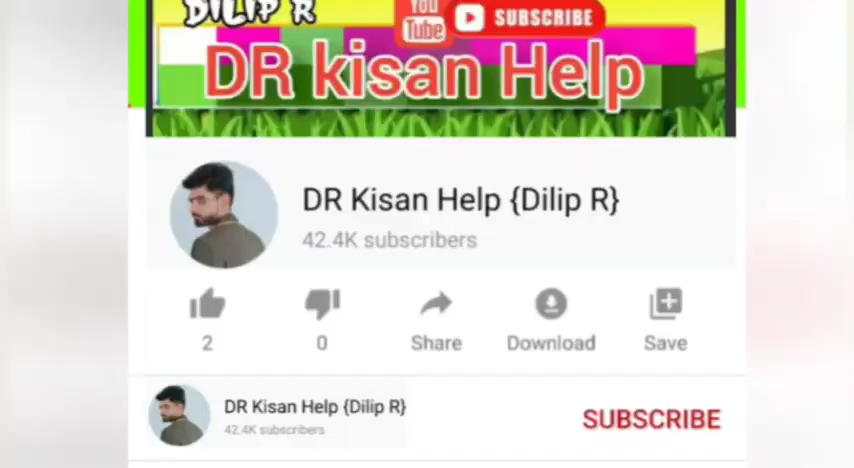 DILIP R
You
Tube
SUBSCRIBE
DR kisan Help
DR Kisan Help {Dilip R}
42.4K subscribers
2
0
Share
Download
Save
DR Kisan Help {Dilip R}
42.4K subscribers
SUBSCRIBE